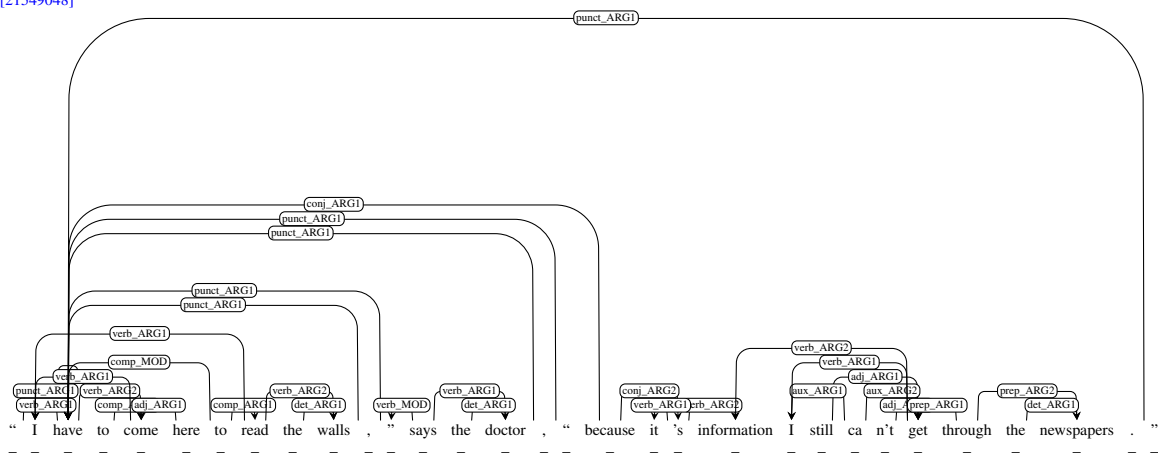 [21549048]
punct_ARG1
conj_ARG1
punct_ARG1
punct_ARG1
punct_ARG1
punct_ARG1
verb_ARG1
verb_ARG2
comp_MOD verb_ARG1
verb_ARG1 adj_ARG1
punct_ARG1 verb_ARG2 verb_ARG2 verb_ARG1 conj_ARG2 aux_ARG1 aux_ARG2 prep_ARG2
verb_ARG1 adj_ARG1 comp_ARG1 det_ARG1 verb_MOD det_ARG1 verb_ARG1 prep_ARG1 det_ARG1
“ I have to come here to read the walls , ” says the doctor , “ because it 's information I still ca n't get through the newspapers . ”
_ _ _ _ _ _ _ _ _ _ _ _ _ _ _ _ _ _ _ _ _ _ _ _ _ _ _ _ _ _